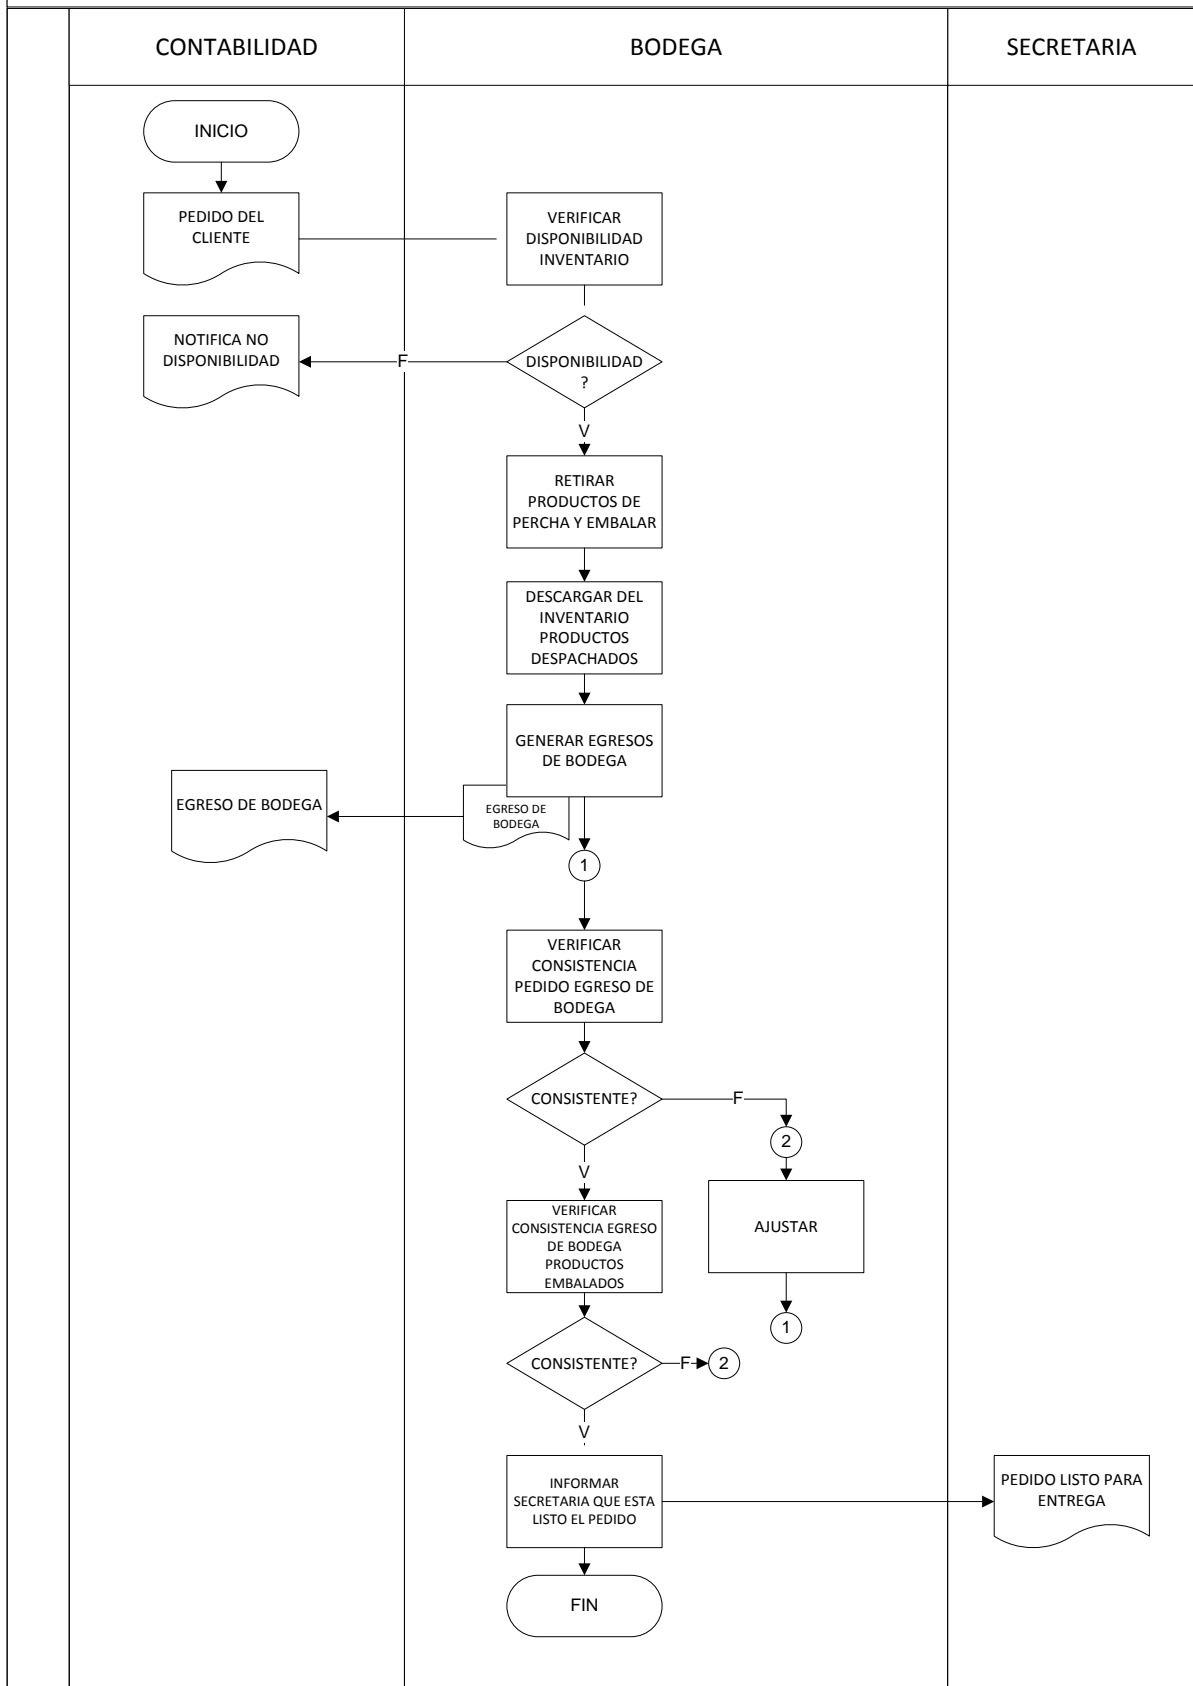 CONTABILIDAD
BODEGA
SECRETARIA
INICIO
PEDIDO DEL
CLIENTE
VERIFICAR
DISPONIBILIDAD
INVENTARIO
NOTIFICA NO
DISPONIBILIDAD
F
DISPONIBILIDAD
?
V
RETIRAR
PRODUCTOS DE
PERCHA Y EMBALAR
DESCARGAR DEL
INVENTARIO
PRODUCTOS
DESPACHADOS
GENERAR EGRESOS
DE BODEGA
EGRESO DE BODEGA
EGRESO DE
BODEGA
1
VERIFICAR
CONSISTENCIA
PEDIDO EGRESO DE
BODEGA
CONSISTENTE?
F
2
V
VERIFICAR
CONSISTENCIA EGRESO
DE BODEGA
PRODUCTOS
EMBALADOS
AJUSTAR
1
CONSISTENTE?
F
2
V
INFORMAR
SECRETARIA QUE ESTA
LISTO EL PEDIDO
PEDIDO LISTO PARA
ENTREGA
FIN